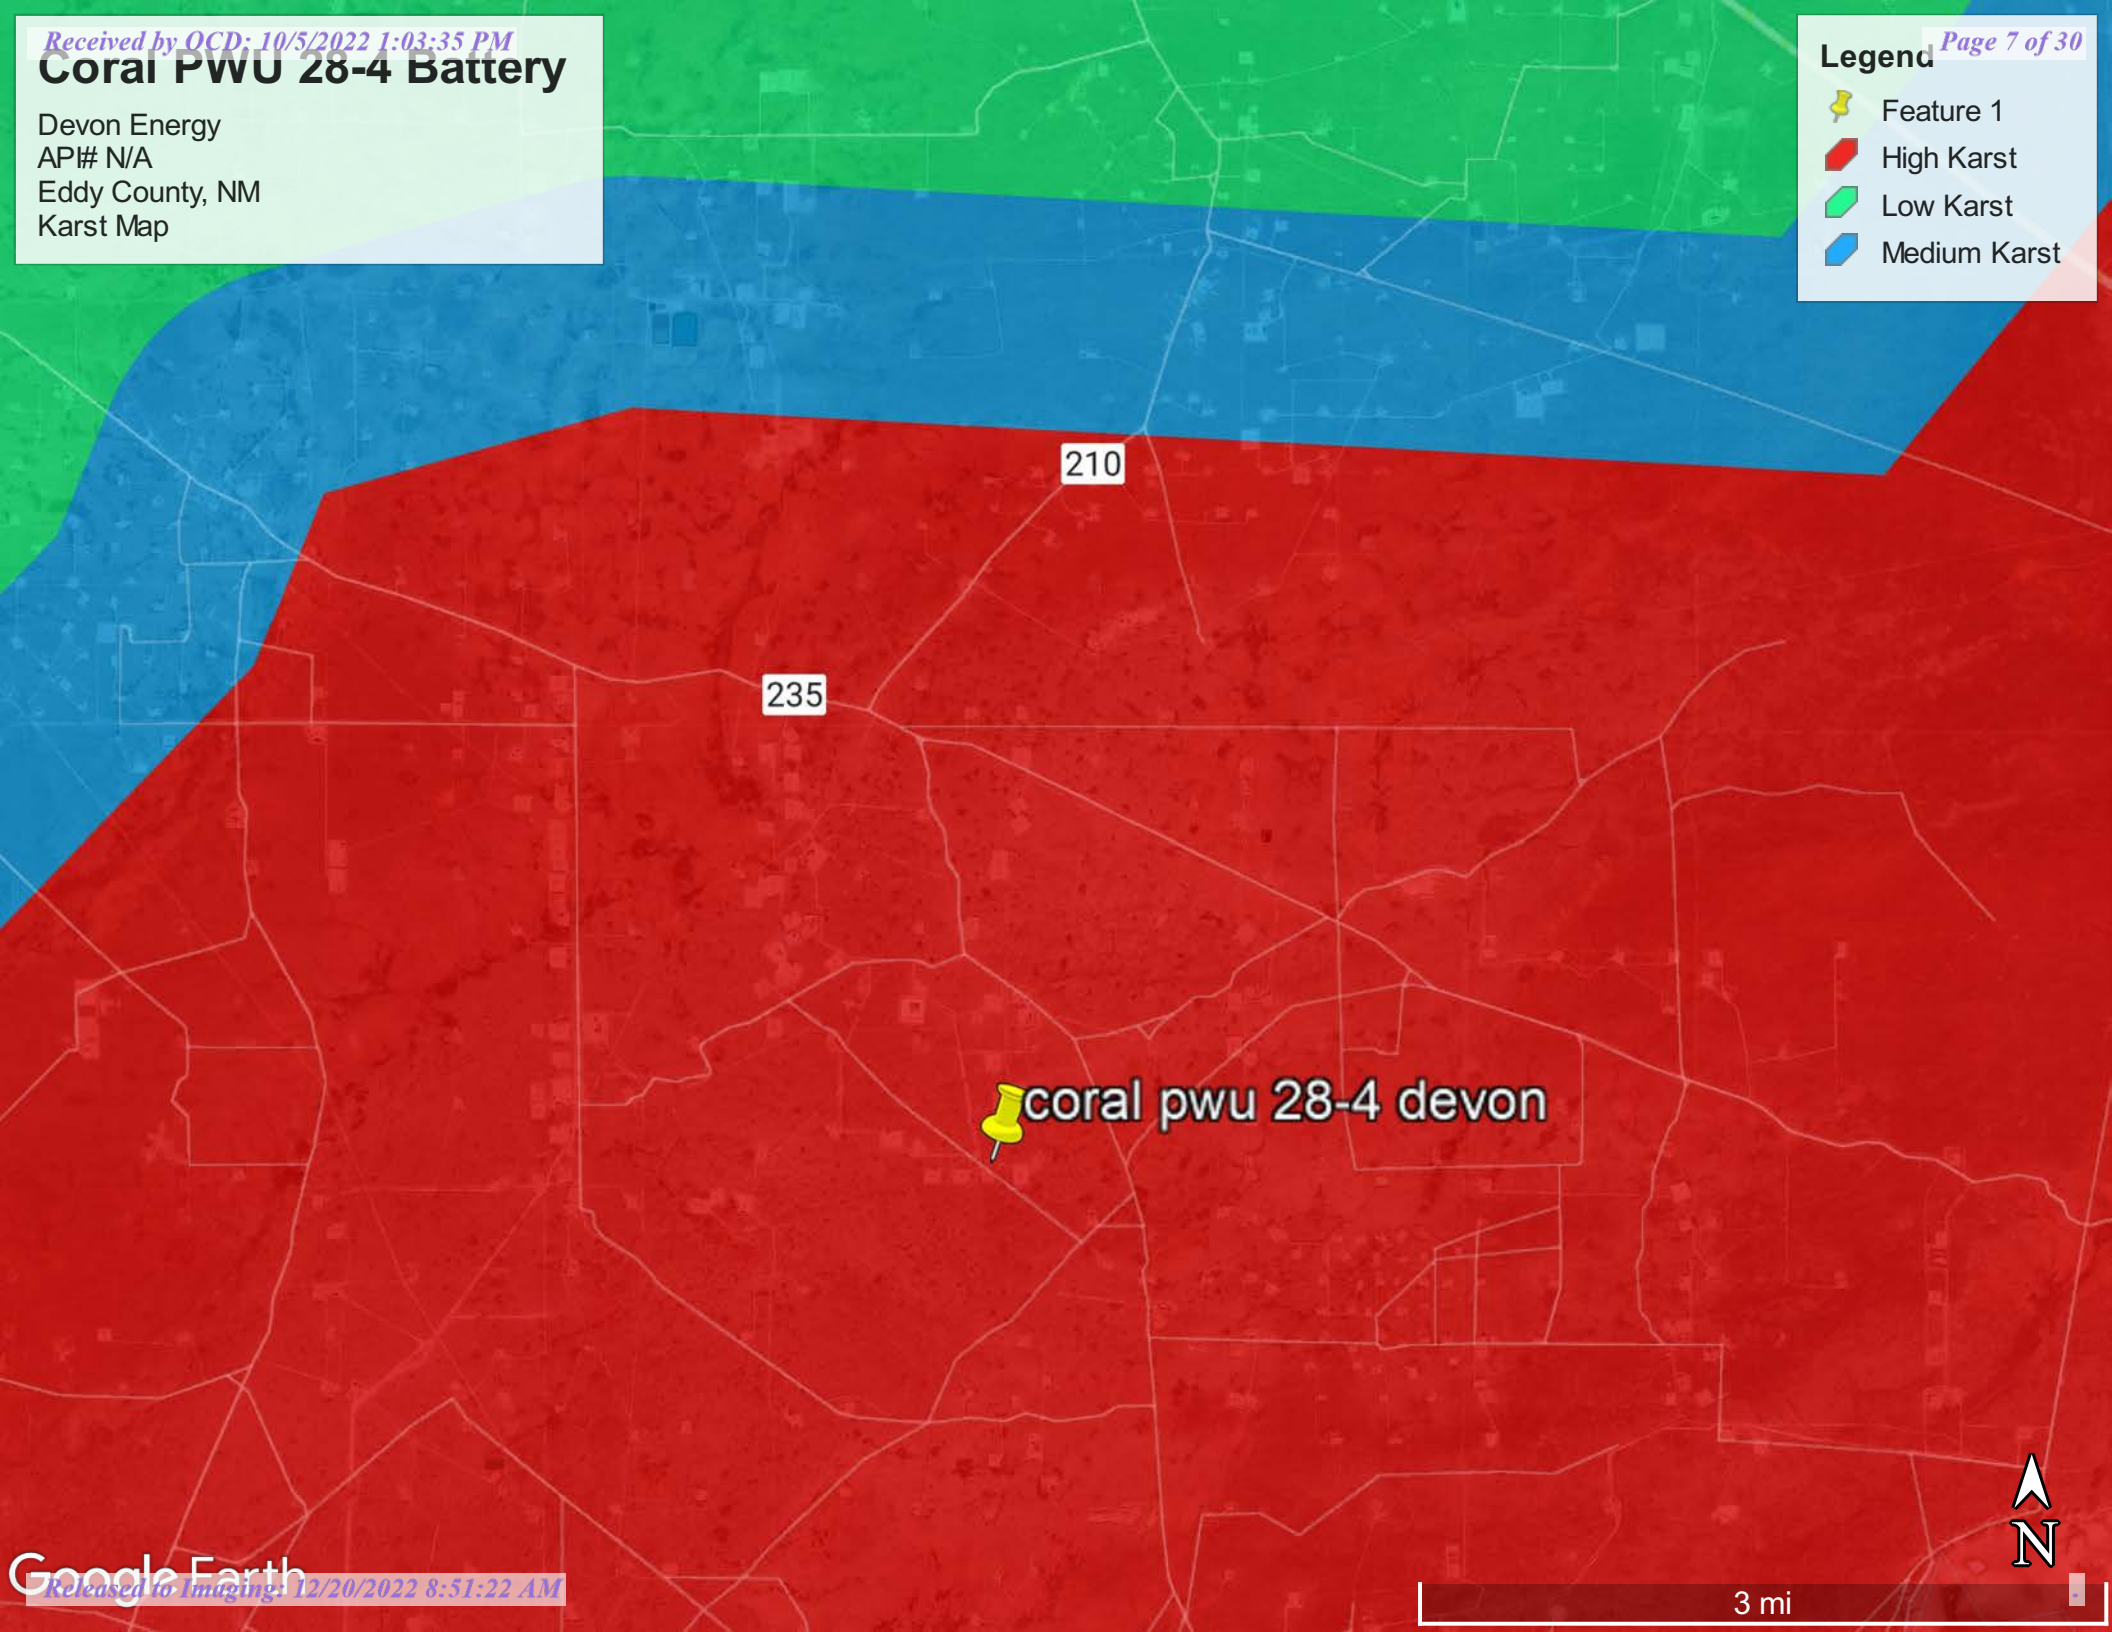 Received by OCD: 10/5/2022 1:03:35 PM
Page 7 of 30
Coral PWU 28-4 Battery
Devon Energy
API# N/A
Eddy County, NM
Karst Map
Legend
Feature 1
High Karst
Low Karst
Medium Karst
210
235
coral pwu 28-4 devon
N
Google Earth
Released to Imaging: 12/20/2022 8:51:22 AM
3 mi